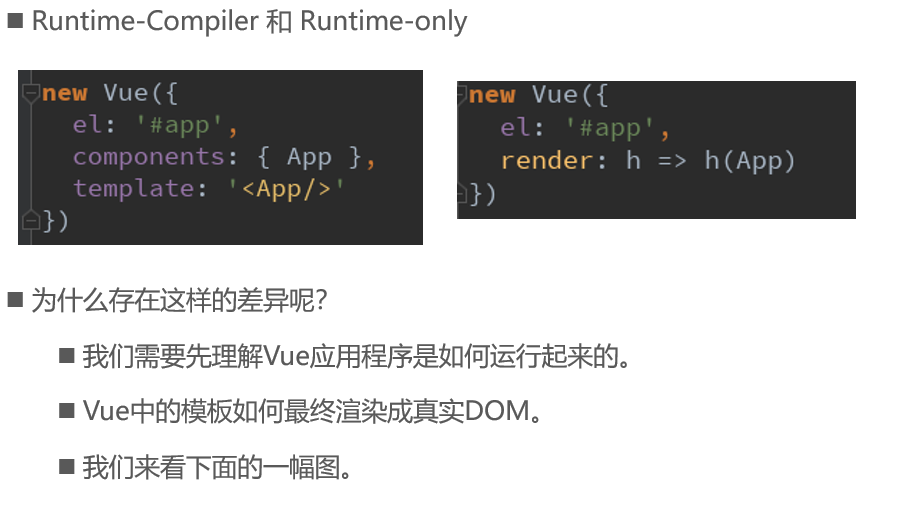 Runtime-Compiler 和 Runtime-only
new Vue({
el: '#app',
components: { App },
template: '<App/>'
})
new Vue({
el: '#app',
render: h => h(App)
})
为什么存在这样的差异呢？
我们需要先理解Vue应用程序是如何运行起来的。
Vue中的模板如何最终渲染成真实DOM。
我们来看下面的一幅图。